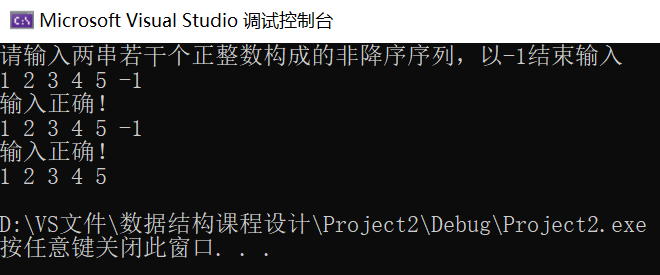 C:\ Microsoft Visual Studio 调试控制台
请输入两串若干个正整数构成的非降序序列，以-1结束输入
1 2 3 4 5 -1
输入正确！
1 2 3 4 5 -1
输入正确！
1 2 3 4 5
D:\VS文件\数据结构课程设计\Project2\Debug\Project2.exe
按任意键关闭此窗口. . .